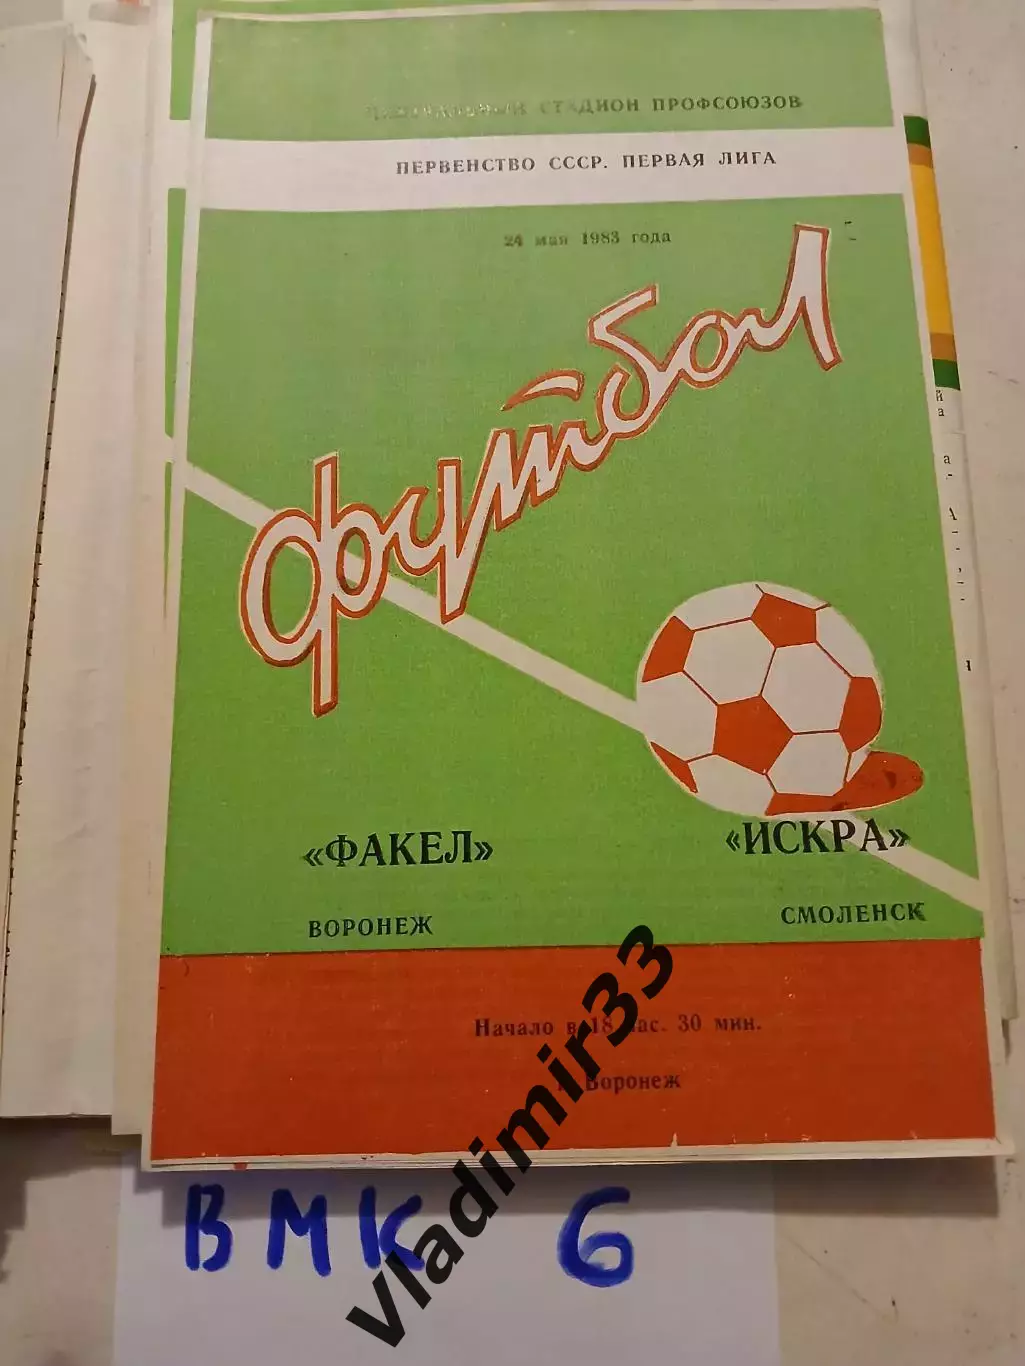 ЦЕНТРАЛЬНЫЙ СТАДИОН ПРОФСОЮЗОВ
ПЕРВЕНСТВО СССР. ПЕРВАЯ ЛИГА
24 мая 1983 года
футбол
«ФАКЕЛ» «ИСКРА»
ВОРОНЕЖ СМОЛЕНСК
Начало в 18 час. 30 мин.
г. Воронеж
vladimir33
ВМК 6